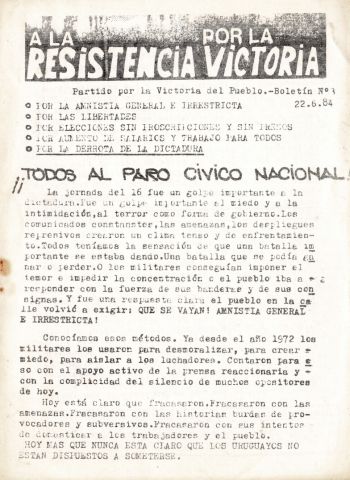 A LA RESISTENCIA POR LA VICTORIA
Partido por la Victoria del Pueblo.-Boletín Nº
22.6.84
POR LA AMNISTIA GENERAL E IRRESTRICTA
POR LAS LIBERTADES
POR ELECCIONES SIN PROSCRIPCIONES Y SIN PRESOS
POR AUMENTO DE SALARIOS Y TRABAJO PARA TODOS
POR LA DERROTA DE LA DICTADURA
¡¡TODOS AL PARO CÍVICO NACIONAL!
La jornada del 16 fue un golpe importante a la
dictadura.Fue un golpe importante al miedo y a la
intimidación,al terror como forma de gobierno.Los
comunicados constantes,las amenazas,los despliegues
represivos crearon un clima tenso y de enfrentamiento-
.Todos teníamos la sensación de que una batalla im
portante se estaba dando.Una batalla que se podía ga
nar o perder.O los militares conseguían imponer el
temor e impedir la concentración o el pueblo iba a
responder con la fuerza de sus banderas y de sus con
signas.Y fue una respuesta clara el pueblo en la ca
lle volvió a exigir: QUE SE VAYAN! AMNISTIA GENERAL
E IRRESTRICTA!
Conocíamos esos métodos. Ya desde el año 1972 los
militares los usaron para desmoralizar, para crear
miedo, para aislar a los luchadores. Contaron para e
so con el apoyo activo de la prensa reaccionaria y -
con la complicidad del silencio de muchos opositores
de hoy.
Hoy está claro que fracasaron.Fracasaron con las
amenazas.Fracasaron con las historias burdas de pro-
vocadores y subversivos.Fracasaron con sus intentos
de domesticar a los trabajadores y el pueblo.
HOY MAS QUE NUNCA ESTA CLARO QUE LOS URUGUAYOS NO
ESTAN DISPUESTOS A SOMETERSE.